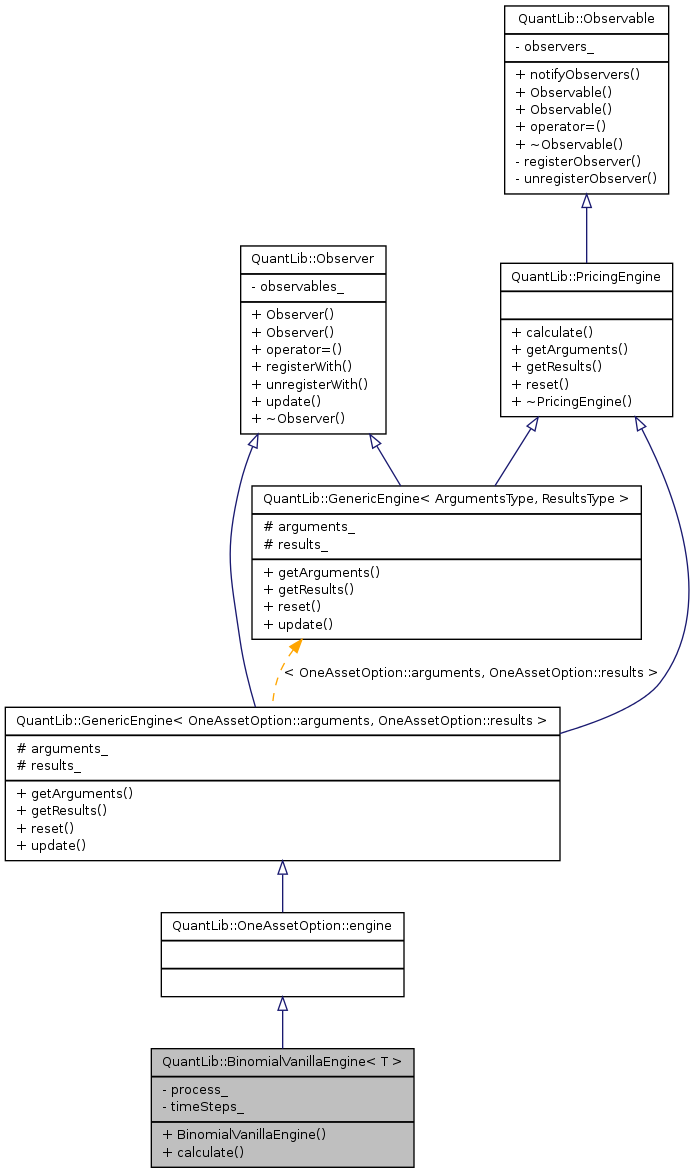 QuantLib::Observable
- observers_
+ notifyObservers()
+ Observable()
+ Observable()
+ operator=()
+ ~Observable()
- registerObserver()
- unregisterObserver()
QuantLib::Observer
- observables_
+ Observer()
+ Observer()
+ operator=()
+ registerWith()
+ unregisterWith()
+ update()
+ ~Observer()
QuantLib::PricingEngine
+ calculate()
+ getArguments()
+ getResults()
+ reset()
+ ~PricingEngine()
QuantLib::GenericEngine< ArgumentsType, ResultsType >
# arguments_
# results_
+ getArguments()
+ getResults()
+ reset()
+ update()
< OneAssetOption::arguments, OneAssetOption::results >
QuantLib::GenericEngine< OneAssetOption::arguments, OneAssetOption::results >
# arguments_
# results_
+ getArguments()
+ getResults()
+ reset()
+ update()
QuantLib::OneAssetOption::engine
QuantLib::BinomialVanillaEngine< T >
- process_
- timeSteps_
+ BinomialVanillaEngine()
+ calculate()